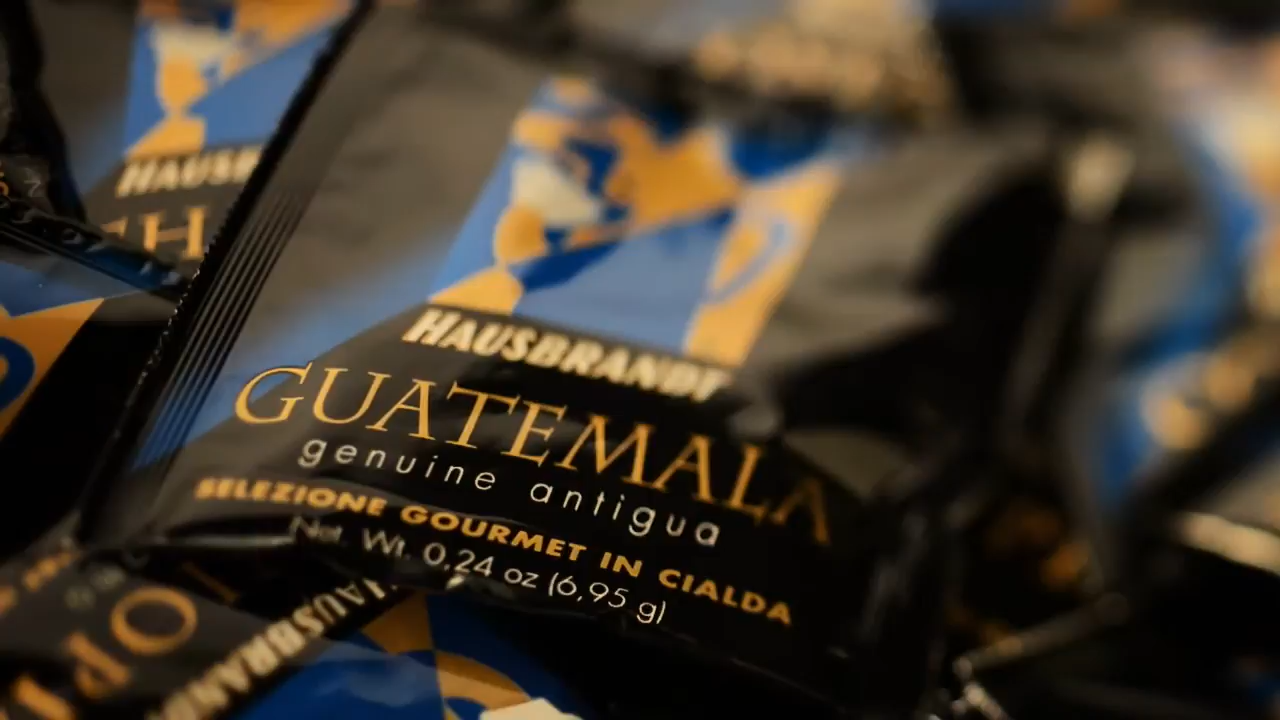 HAUSBRANDT
GUATEMALA
genuine antigua
SELEZIONE GOURMET IN CIALDA
Net. Wt. 0,24 oz (6,95 g)
HAUSBRANDT